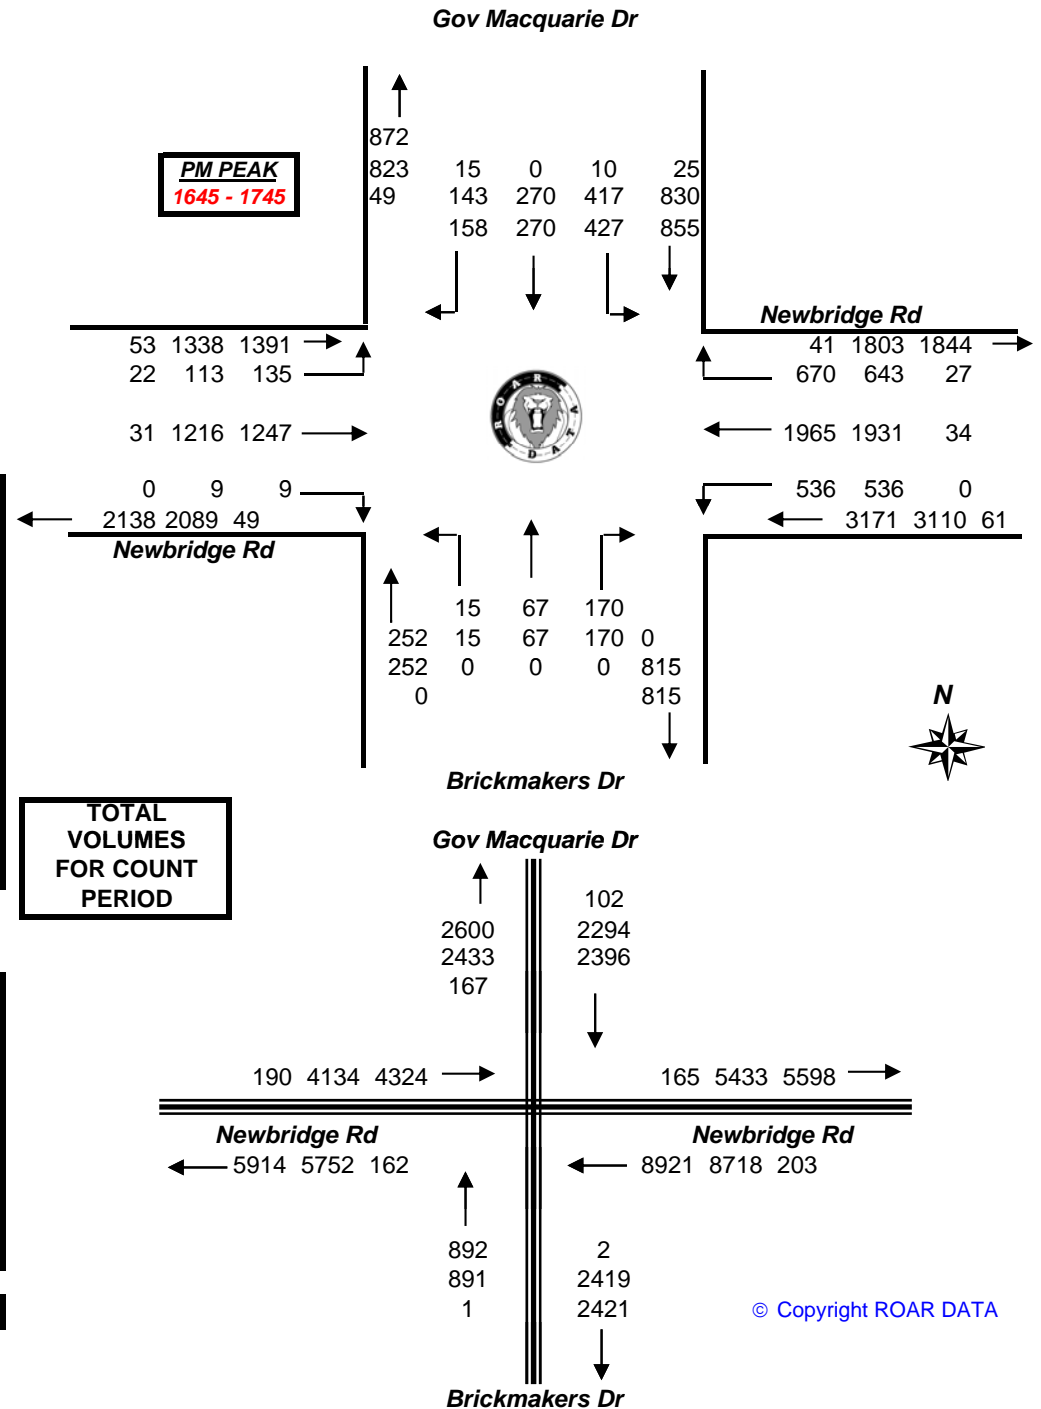 Gov Macquarie Dr
872
PM PEAK
1645 - 1745
823 15 0 10 25
49 143 270 417 830
158 270 427 855
Newbridge Rd
53 1338 1391
41 1803 1844
22 113 135
670 643 27
ROAR DATA
31 1216 1247
1965 1931 34
0 9 9
536 536 0
2138 2089 49
3171 3110 61
Newbridge Rd
15 67 170
252 15 67 170 0
252 0 0 0 815
0 815
N
Brickmakers Dr
TOTAL
VOLUMES
FOR COUNT
PERIOD
Gov Macquarie Dr
102
2600 2294
2433 2396
167
190 4134 4324
165 5433 5598
Newbridge Rd
Newbridge Rd
5914 5752 162
8921 8718 203
892 2
891 2419
1 2421
© Copyright ROAR DATA
Brickmakers Dr